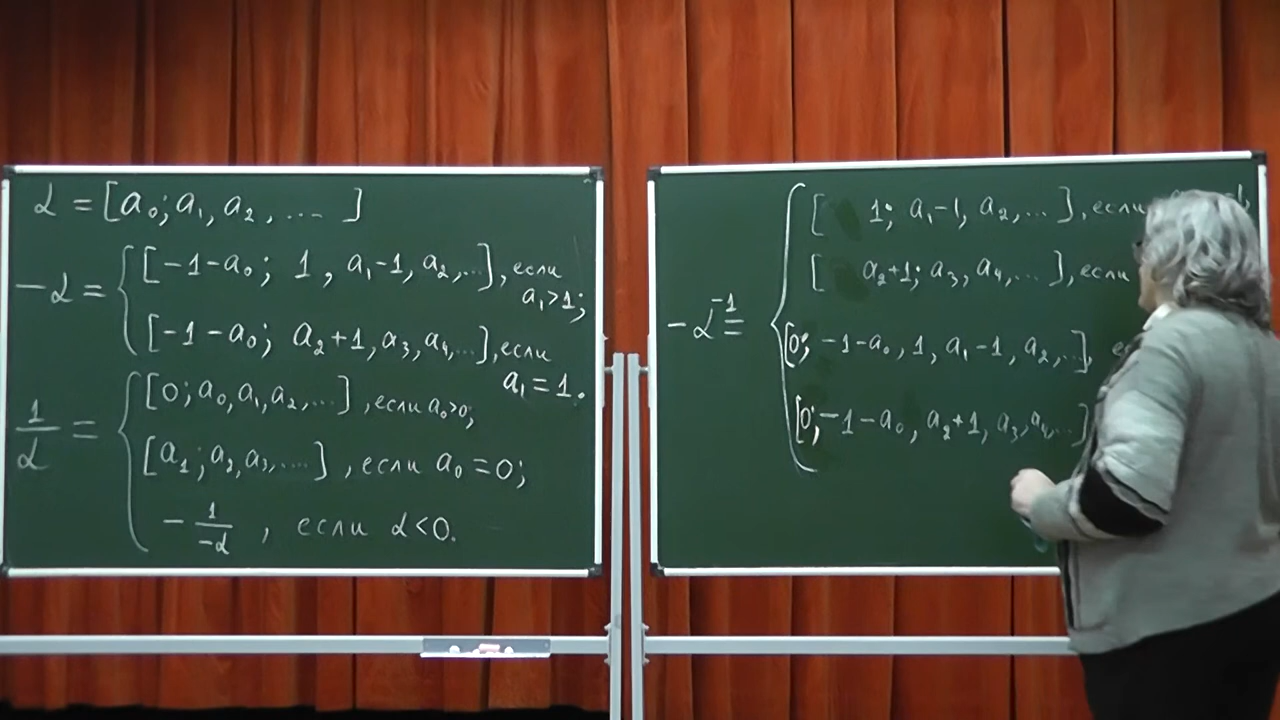 α = [a₀; a₁, a₂, .... ]
-α = { [-1-a₀; 1, a₁-1, a₂,...], если a₁>1;
[-1-a₀; a₂+1, a₃, a₄,...], если a₁=1.
1/α = { [0; a₀, a₁, a₂,...], если a₀>0;
[a₁; a₂, a₃,....], если a₀=0;
- 1/-α, если α<0.
-α⁻¹ = { [ 1; a₁-1, a₂,... ], если
[ a₂+1; a₃, a₄,... ], если
[0; -1-a₀, 1, a₁-1, a₂,...],
[0; -1-a₀, a₂+1, a₃, a₄,...]